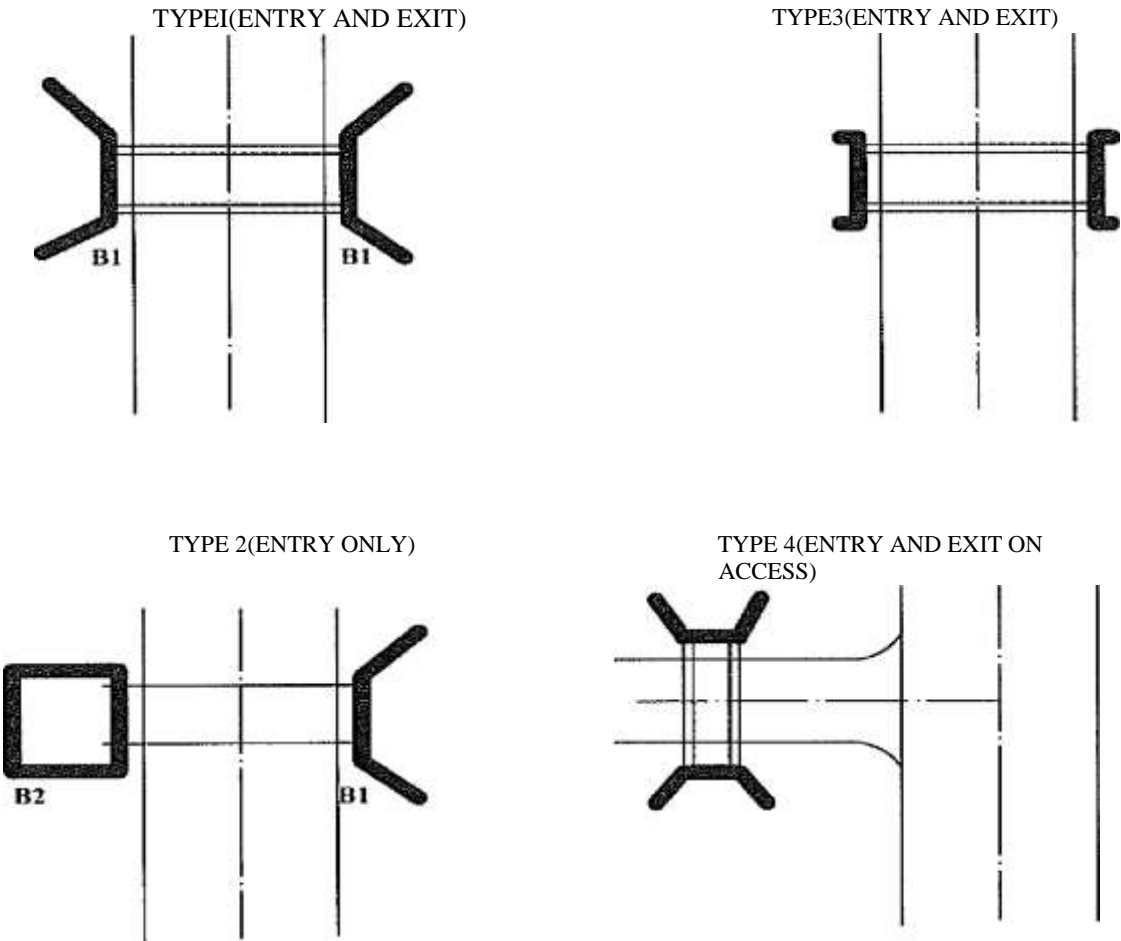 TYPEI(ENTRY AND EXIT)
TYPE3(ENTRY AND EXIT)
B1
B1
TYPE 2(ENTRY ONLY)
TYPE 4(ENTRY AND EXIT ON
ACCESS)
B2
B1